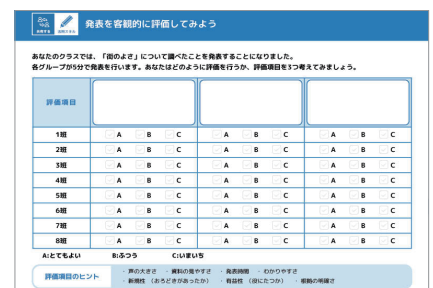 発表を客観的に評価してみよう
あなたのクラスでは、「街のよさ」について調べたことを発表することになりました。
各グループが5分で発表を行います。あなたはどのように評価を行うか、評価項目を3つ考えてみましょう。
評価項目
1班 A B C A B C A B C
2班 A B C A B C A B C
3班 A B C A B C A B C
4班 A B C A B C A B C
5班 A B C A B C A B C
6班 A B C A B C A B C
7班 A B C A B C A B C
8班 A B C A B C A B C
A:とてもよい B:ふつう C:いまいち
評価項目のヒント
・声の大きさ ・資料の見やすさ ・発表時間 ・わかりやすさ
・新規性（おどろきがあったか） ・有益性（役にたつか） ・根拠の明確さ